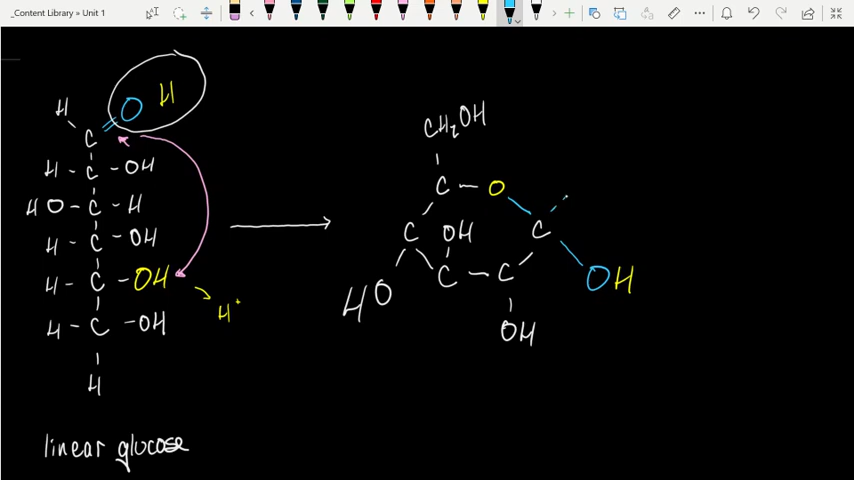 _Content Library » Unit 1
H
O H
C
H - C - OH
HO - C - H
H - C - OH
H - C - OH
H⁺
H - C - OH
H
linear glucose
CH₂OH
C - O
C OH C
HO C - C OH
OH